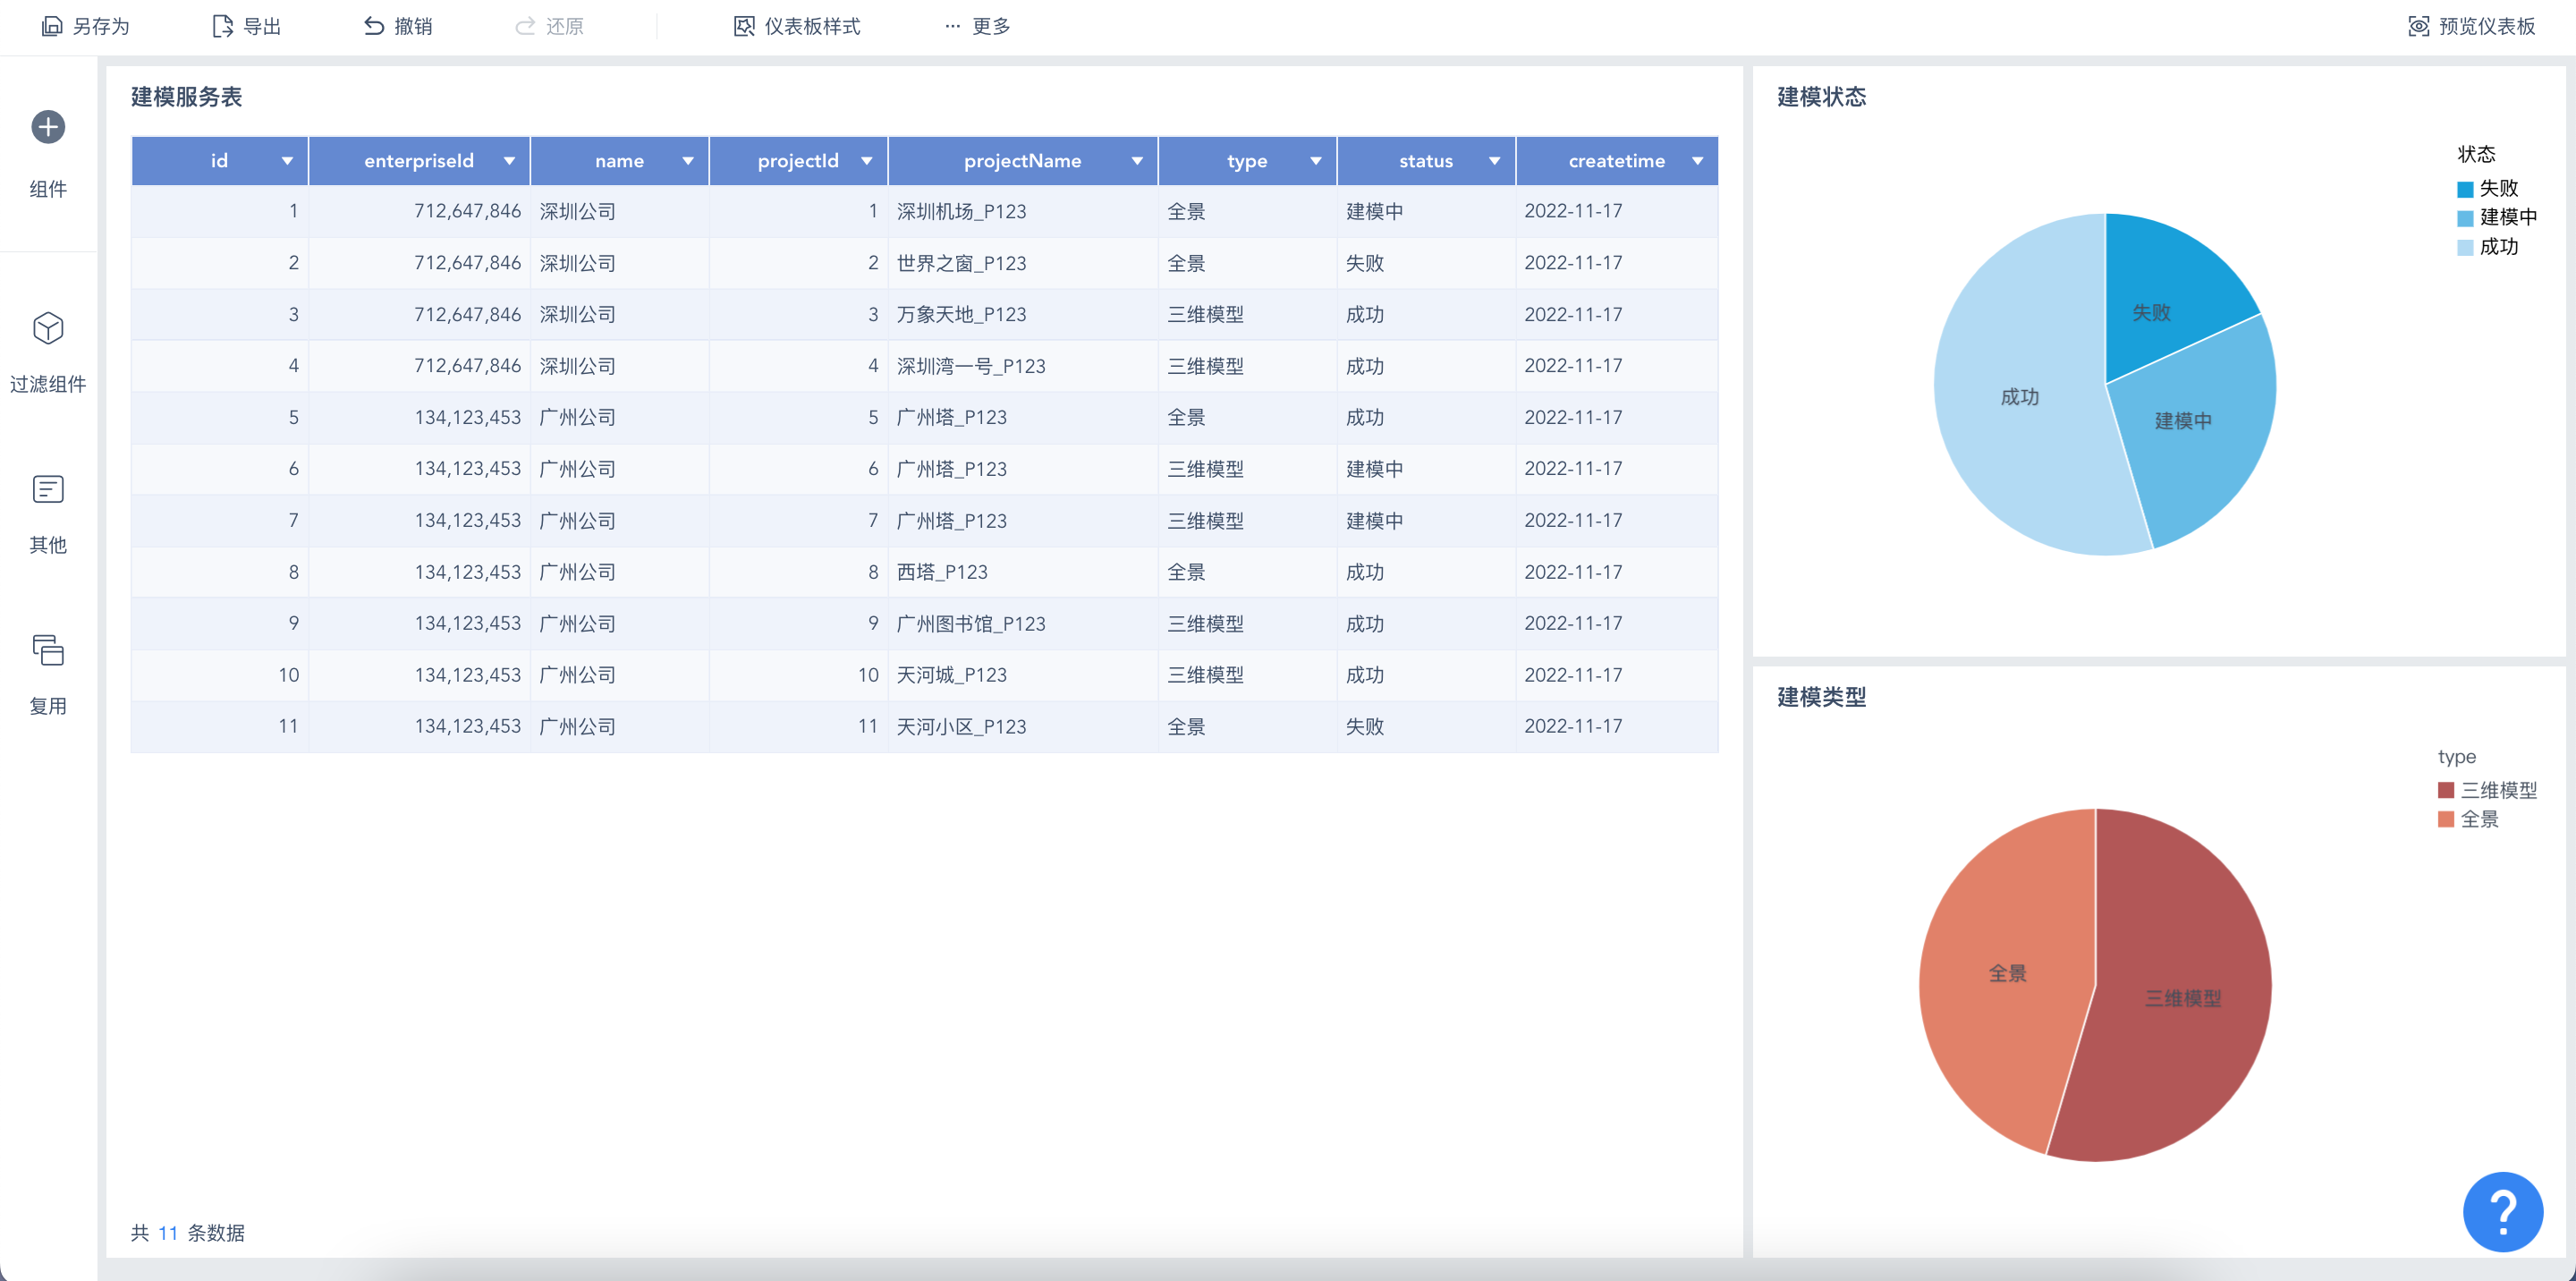 另存为 导出 撤销 还原 仪表板样式 ··· 更多 预览仪表板
组件
过滤组件
其他
复用
建模服务表
id enterpriseId name projectId projectName type status createtime
1 712,647,846 深圳公司 1 深圳机场_P123 全景 建模中 2022-11-17
2 712,647,846 深圳公司 2 世界之窗_P123 全景 失败 2022-11-17
3 712,647,846 深圳公司 3 万象天地_P123 三维模型 成功 2022-11-17
4 712,647,846 深圳公司 4 深圳湾一号_P123 三维模型 成功 2022-11-17
5 134,123,453 广州公司 5 广州塔_P123 全景 成功 2022-11-17
6 134,123,453 广州公司 6 广州塔_P123 三维模型 建模中 2022-11-17
7 134,123,453 广州公司 7 广州塔_P123 三维模型 建模中 2022-11-17
8 134,123,453 广州公司 8 西塔_P123 全景 成功 2022-11-17
9 134,123,453 广州公司 9 广州图书馆_P123 三维模型 成功 2022-11-17
10 134,123,453 广州公司 10 天河城_P123 三维模型 成功 2022-11-17
11 134,123,453 广州公司 11 天河小区_P123 全景 失败 2022-11-17
共 11 条数据
建模状态
状态
失败
建模中
成功
失败
成功
建模中
建模类型
type
三维模型
全景
全景
三维模型
?